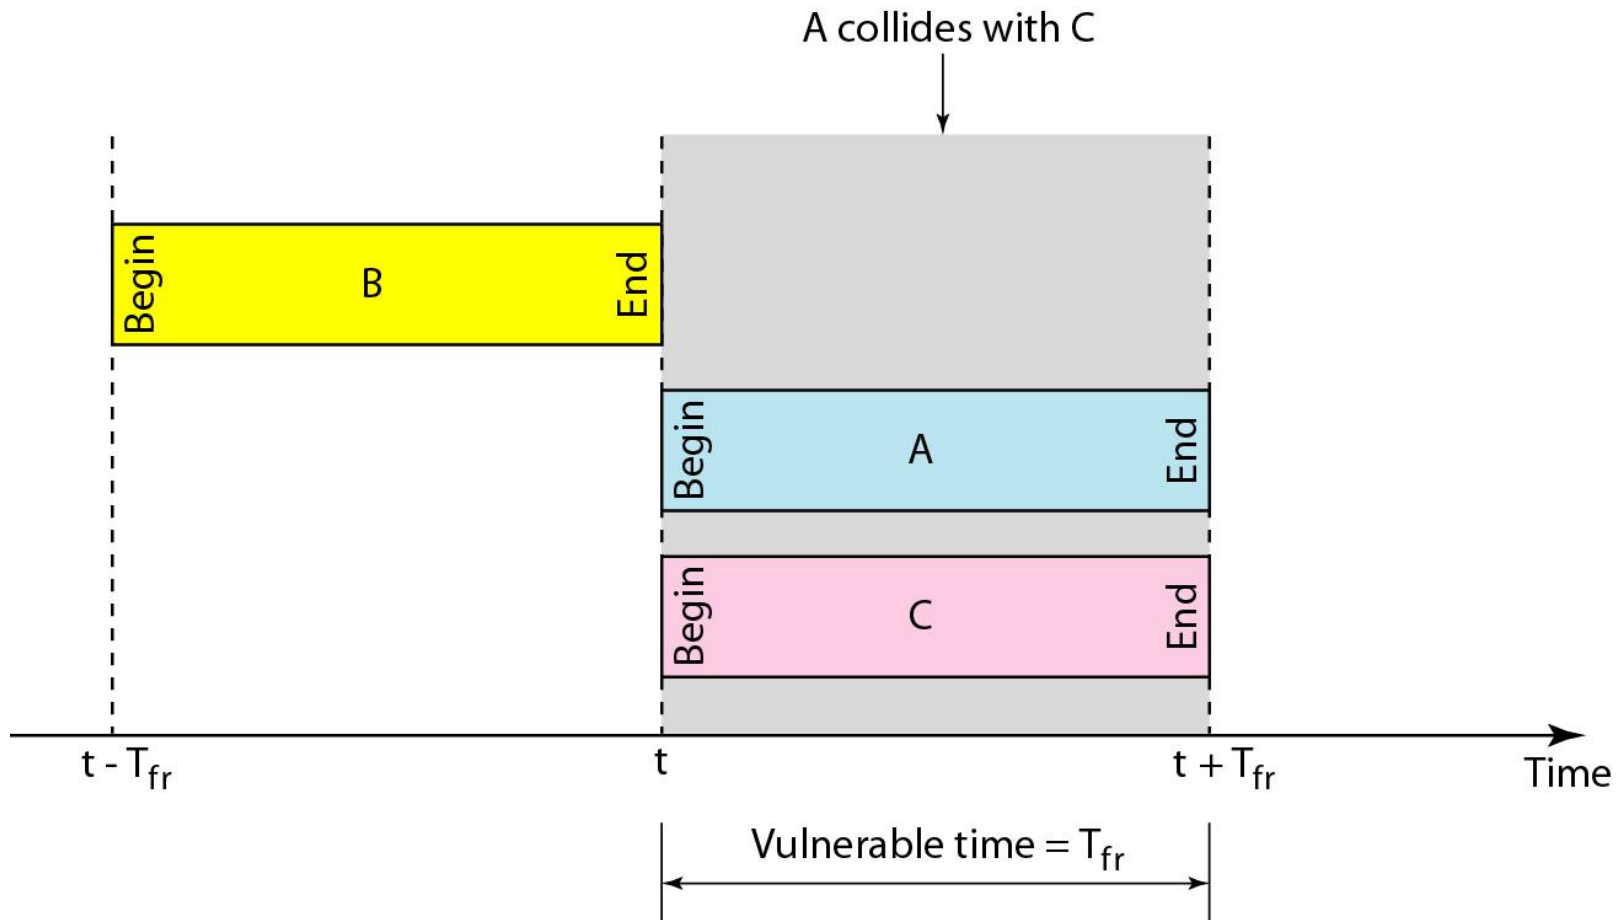 A collides with C
Begin
B
End
Begin
A
End
Begin
C
End
t - Tfr
t
t + Tfr
Time
Vulnerable time = Tfr